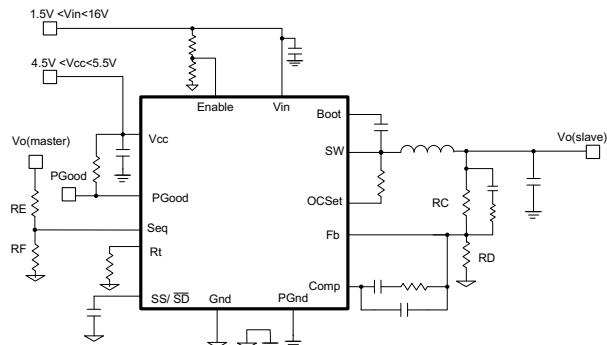 1.5V <Vin<16V
4.5V <Vcc<5.5V
Enable
Vin
Boot
Vcc
Vo(master)
SW
Vo(slave)
PGood
PGood
RE
OCSet
RC
Seq
Fb
RF
Rt
RD
Comp
SS/ SD
Gnd
PGnd